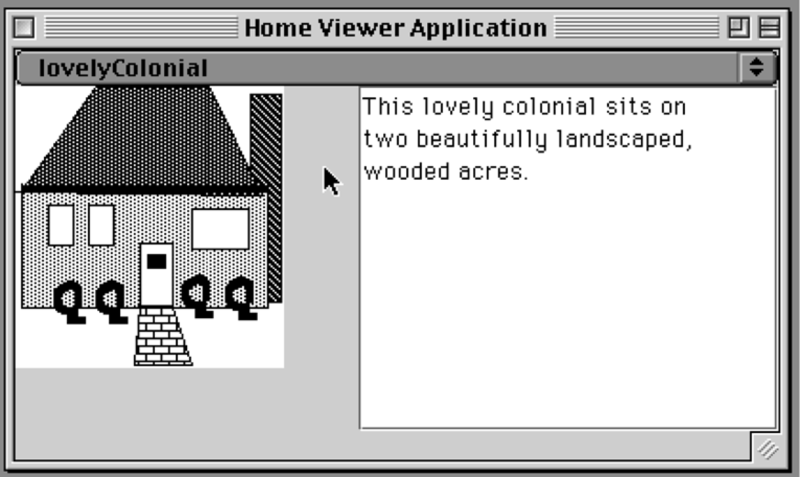 Home Viewer Application
lovelyColonial
This lovely colonial sits on
two beautifully landscaped,
wooded acres.